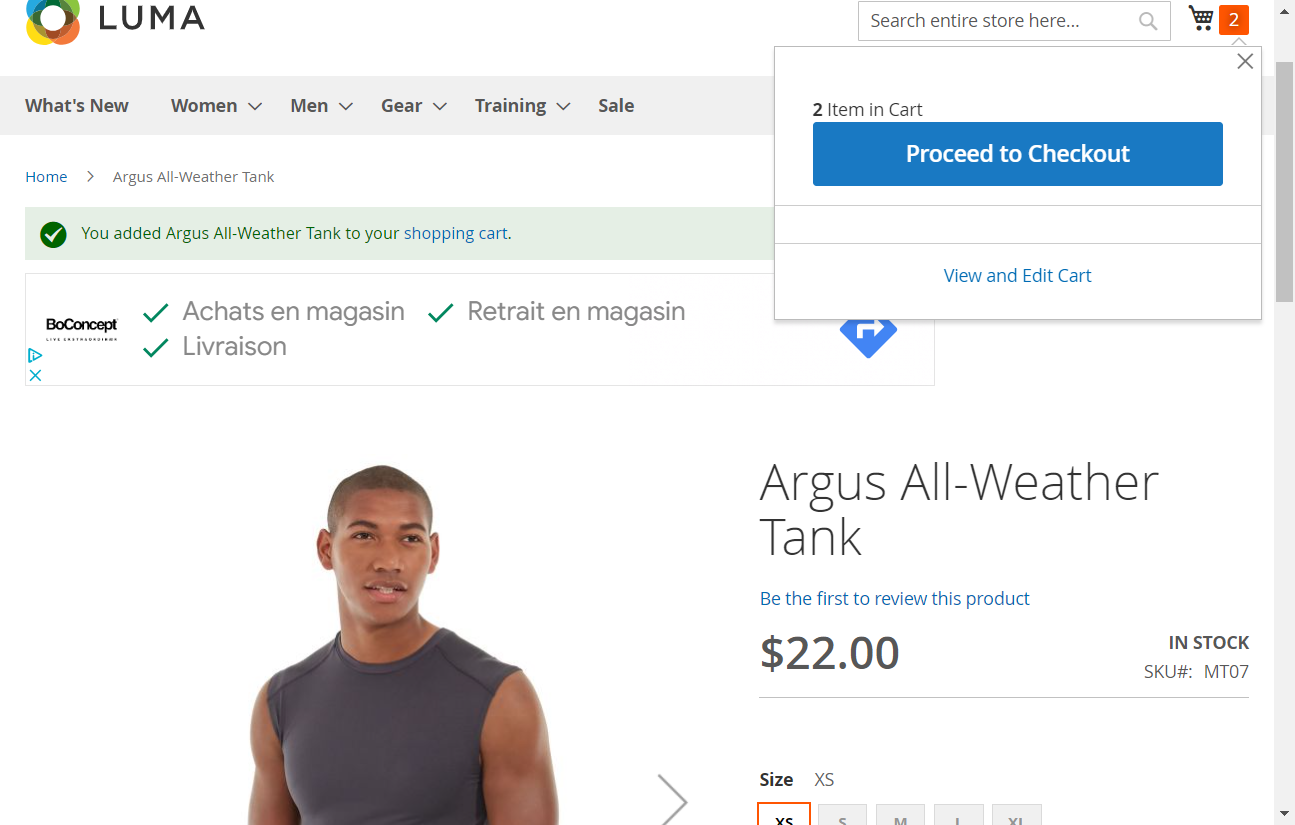 LUMA
Search entire store here...
2
What's New
Women
Men
Gear
Training
Sale
2 Item in Cart
Proceed to Checkout
View and Edit Cart
Home
Argus All-Weather Tank
You added Argus All-Weather Tank to your shopping cart.
BoConcept
Achats en magasin
Retrait en magasin
Livraison
Argus All-Weather
Tank
Be the first to review this product
$22.00
IN STOCK
SKU#: MT07
Size XS
XS
S
M
L
XL